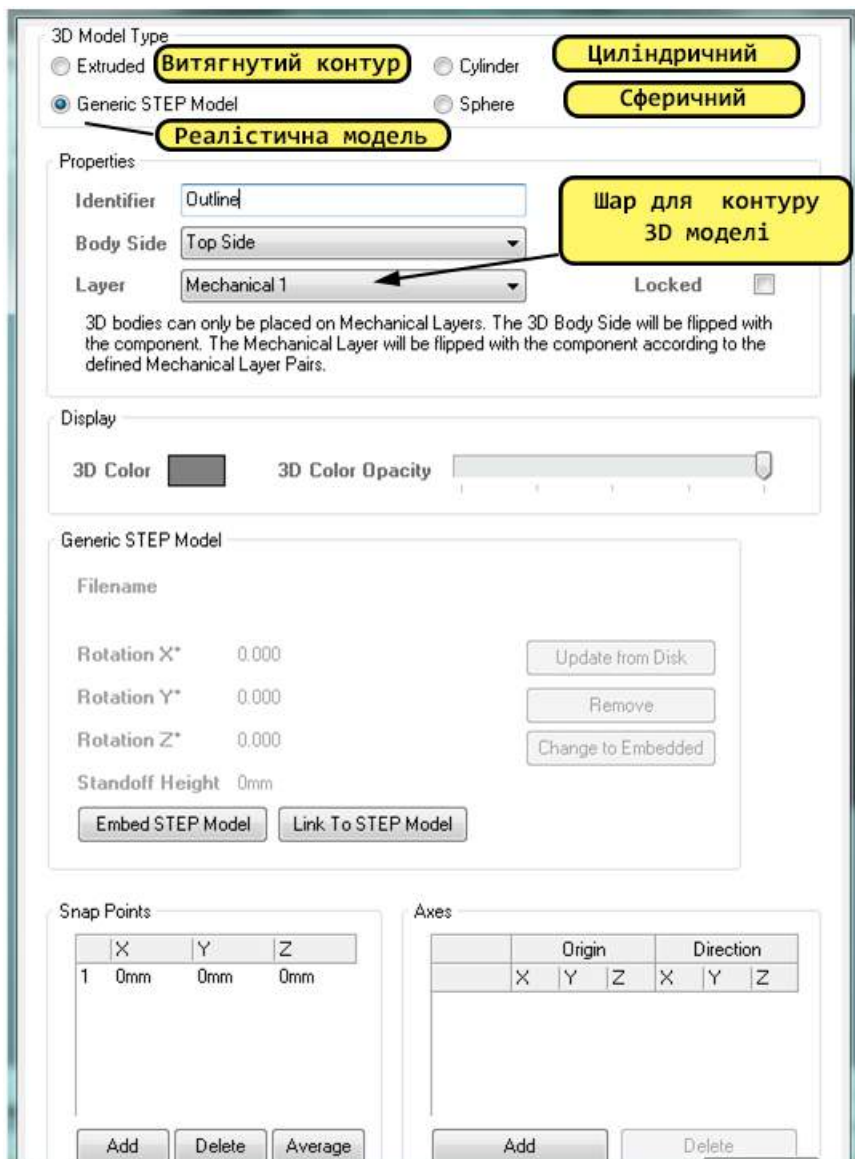 3D Model Type
Extruded Витягнутий контур Cylinder Циліндричний
Generic STEP Model Sphere Сферичний
Реалістична модель
Properties
Identifier Outline
Шар для контуру
3D моделі
Body Side Top Side
Layer Mechanical 1 Locked
3D bodies can only be placed on Mechanical Layers. The 3D Body Side will be flipped with
the component. The Mechanical Layer will be flipped with the component according to the
defined Mechanical Layer Pairs.
Display
3D Color 3D Color Opacity
Generic STEP Model
Filename
Rotation X° 0.000 Update from Disk
Rotation Y° 0.000 Remove
Rotation Z° 0.000 Change to Embedded
Standoff Height 0mm
Embed STEP Model Link To STEP Model
Snap Points
X Y Z
1 0mm 0mm 0mm
Add Delete Average
Axes
Origin Direction
X Y Z X Y Z
Add Delete